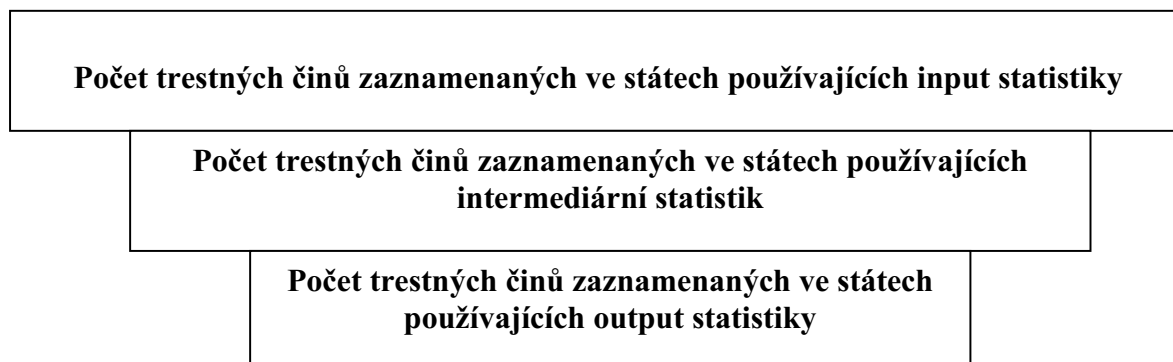 Počet trestných činů zaznamenaných ve státech používajících input statistiky
Počet trestných činů zaznamenaných ve státech používajících
intermediární statistik
Počet trestných činů zaznamenaných ve státech
používajících output statistiky